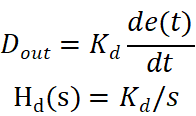 D_out = K_d de(t)/dt
H_d(s) = K_d/s